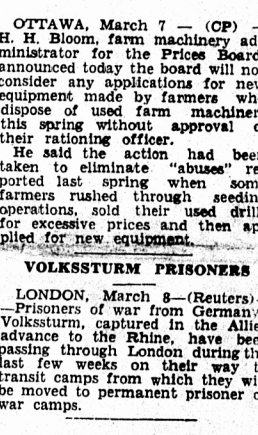 OTTAWA, March 7 — (CP) –
H. H. Bloom, farm machinery ad
ministrator for the Prices Board
announced today the board will no
consider any applications for new
equipment made by farmers wh
dispose of used farm machiner
this spring without approval o
their rationing officer.
He said the action had been
taken to eliminate "abuses" re
ported last spring when som
farmers rushed through seedin
operations, sold their used drill
for excessive prices and then ap
plied for new equipment.
VOLKSSTURM PRISONERS
LONDON, March 8—(Reuters)
—Prisoners of war from Germany
Volkssturm, captured in the Allie
advance to the Rhine, have bee
passing through London during th
last few weeks on their way t
transit camps from which they wi
be moved to permanent prisoner o
war camps.